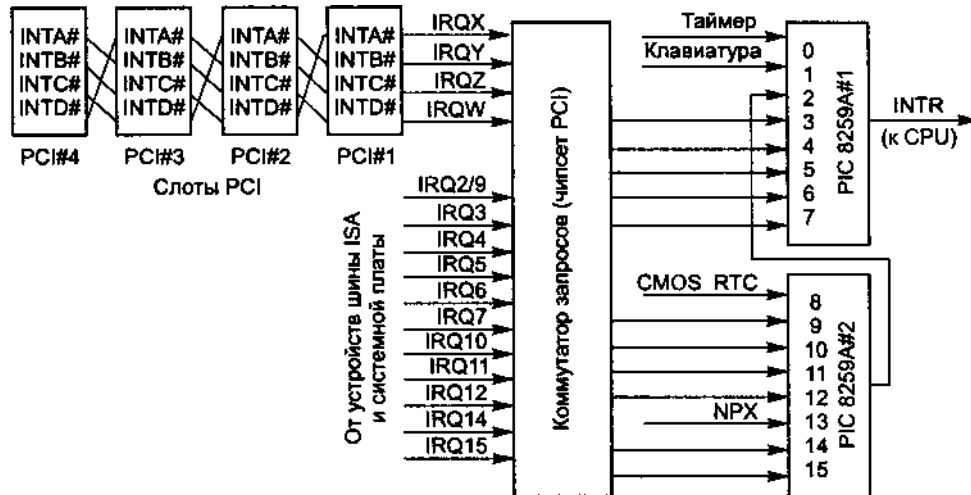 INTA#
INTB#
INTC#
INTD#
PCI#4
INTA#
INTB#
INTC#
INTD#
PCI#3
INTA#
INTB#
INTC#
INTD#
PCI#2
INTA#
INTB#
INTC#
INTD#
PCI#1
Слоты PCI
IRQX
IRQY
IRQZ
IRQW
От устройств шины ISA
и системной платы
IRQ2/9
IRQ3
IRQ4
IRQ5
IRQ6
IRQ7
IRQ10
IRQ11
IRQ12
IRQ14
IRQ15
Коммутатор запросов (чипсет PCI)
Таймер
Клавиатура
0
1
2
3
4
5
6
7
PIC 8259A#1
INTR
(к CPU)
CMOS RTC
NPX
8
9
10
11
12
13
14
15
PIC 8259A#2